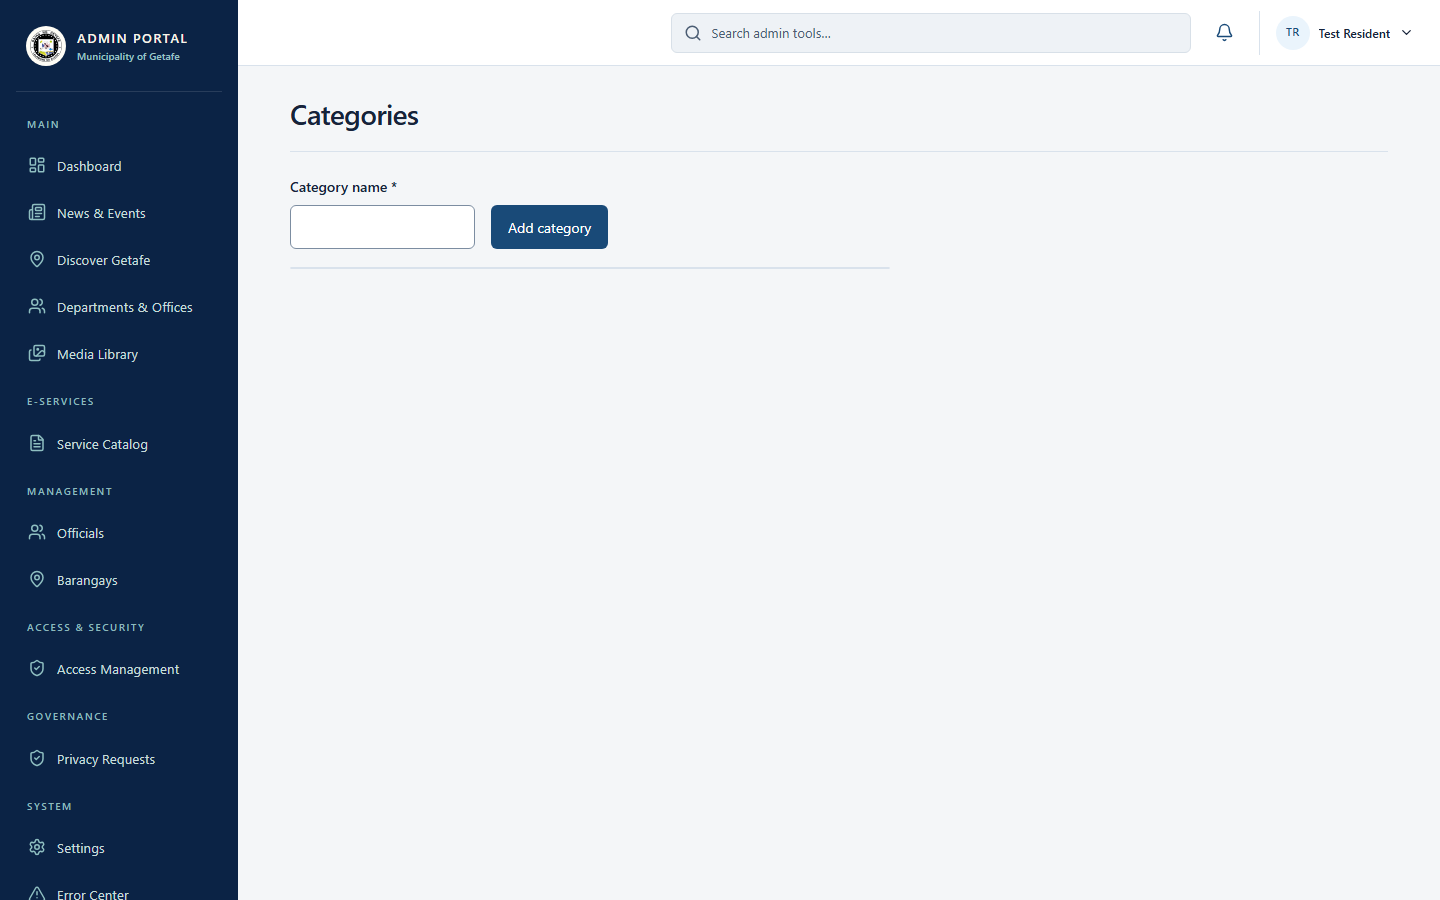 ADMIN PORTAL
Municipality of Getafe
MAIN
Dashboard
News & Events
Discover Getafe
Departments & Offices
Media Library
E-SERVICES
Service Catalog
MANAGEMENT
Officials
Barangays
ACCESS & SECURITY
Access Management
GOVERNANCE
Privacy Requests
SYSTEM
Settings
Error Center
Search admin tools...
TR
Test Resident
Categories
Category name *
Add category